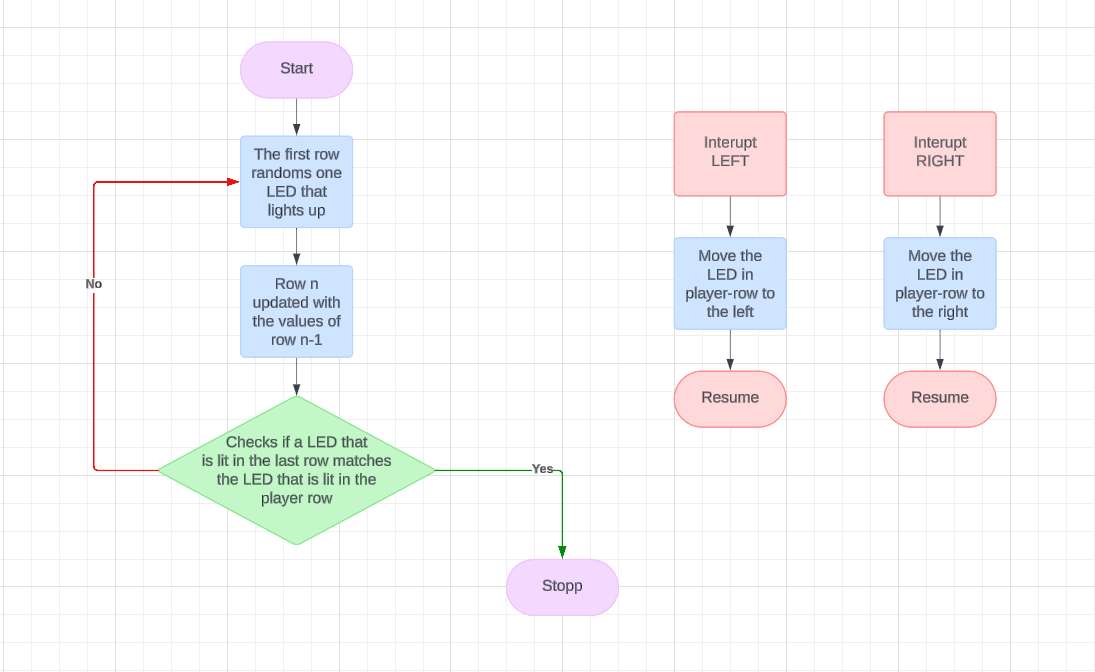 Start
The first row
randoms one
LED that
lights up
Row n
updated with
the values of
row n-1
No
Checks if a LED that
is lit in the last row matches
the LED that is lit in the
player row
Yes
Stopp
Interupt
LEFT
Move the
LED in
player-row to
the left
Resume
Interupt
RIGHT
Move the
LED in
player-row to
the right
Resume